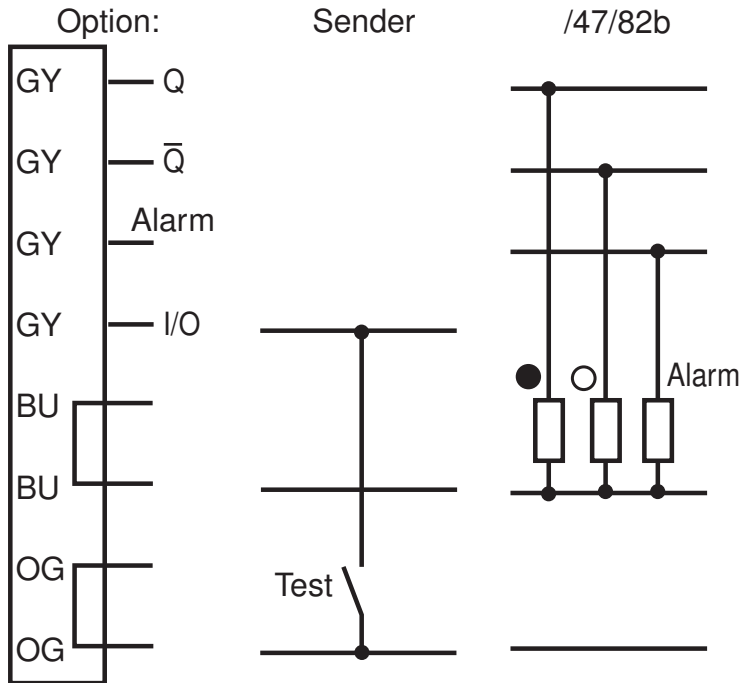 Option: Sender /47/82b
GY Q
GY Q̅
Alarm
GY
GY I/O
Alarm
BU
BU
OG
Test
OG